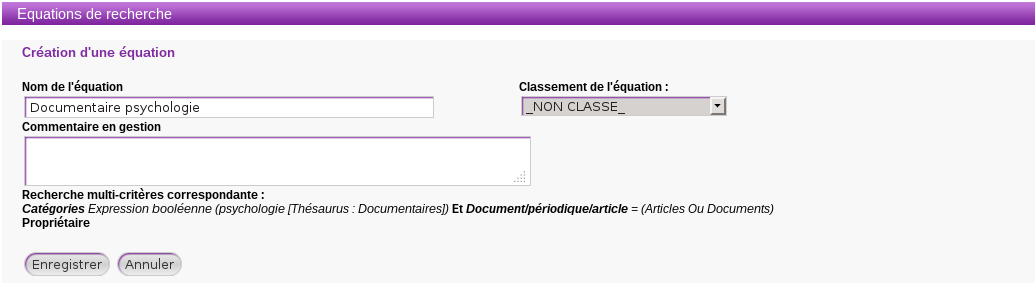 Equations de recherche
Création d'une équation
Nom de l'équation
Classement de l'équation :
Documentaire psychologie
_NON CLASSE_
Commentaire en gestion
Recherche multi-critères correspondante :
Catégories Expression booléenne (psychologie [Thésaurus : Documentaires]) Et Document/périodique/article = (Articles Ou Documents)
Propriétaire
Enregistrer Annuler